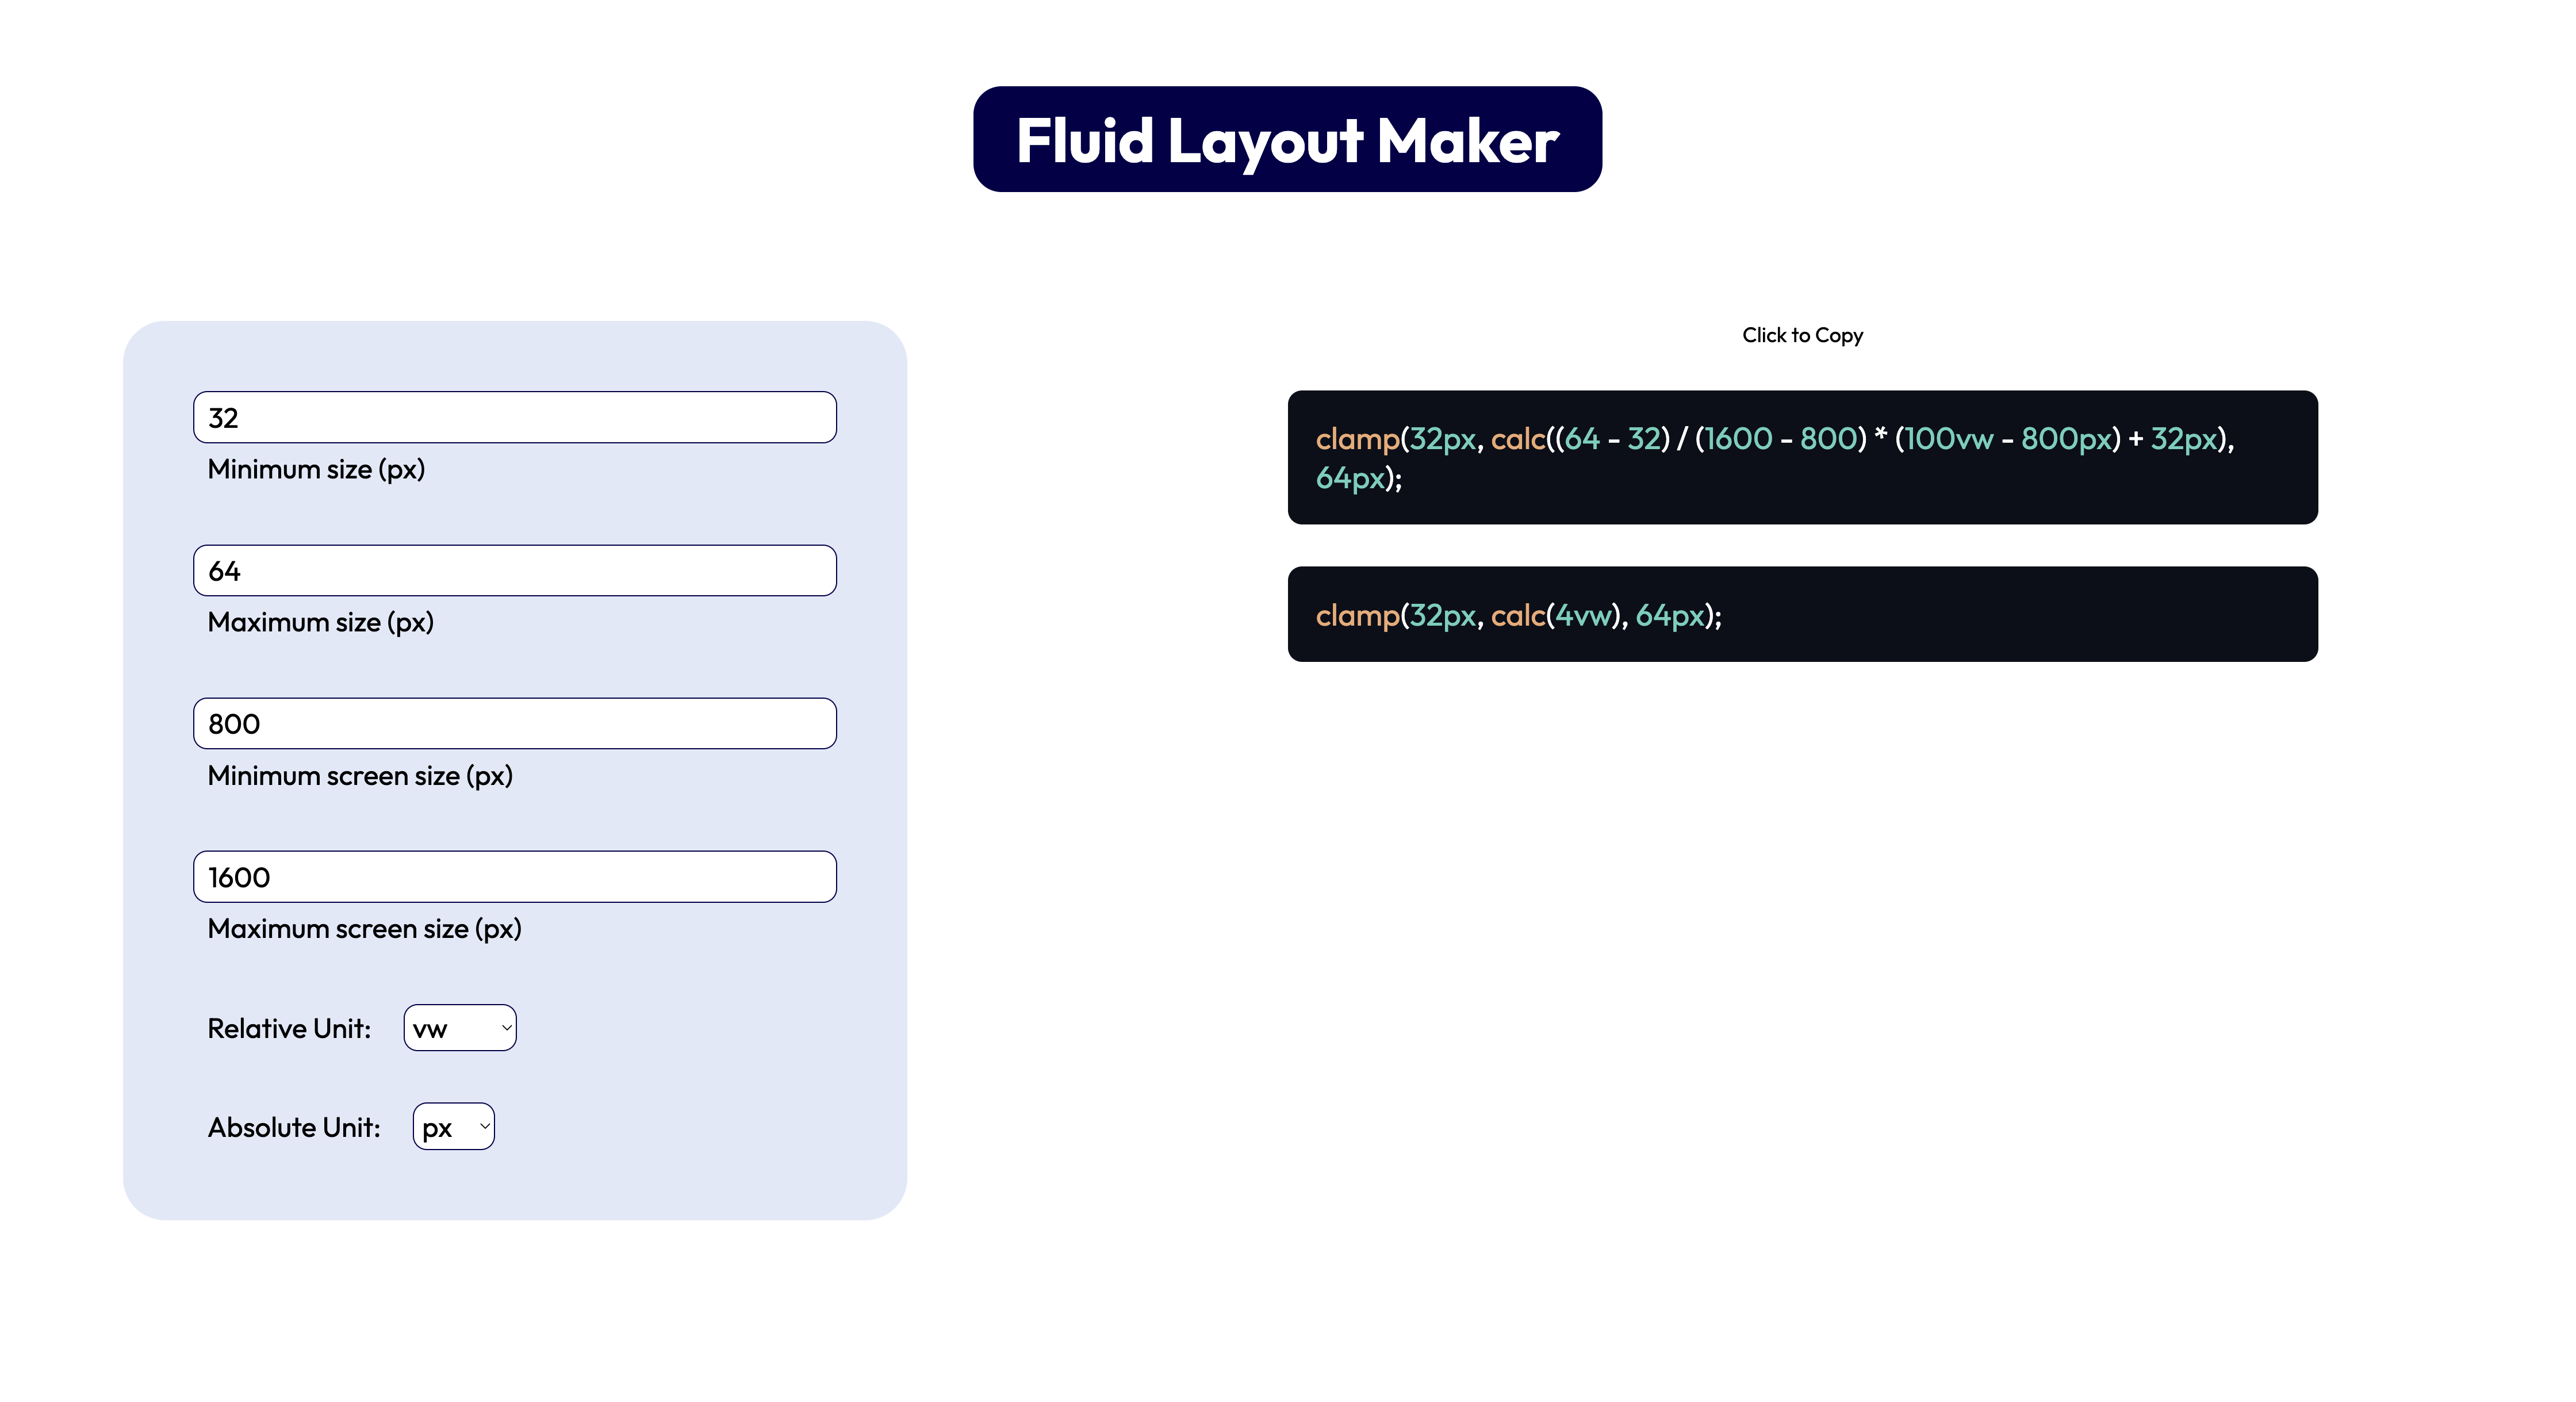 Fluid Layout Maker
32
Minimum size (px)
64
Maximum size (px)
800
Minimum screen size (px)
1600
Maximum screen size (px)
Relative Unit: vw
Absolute Unit: px
Click to Copy
clamp(32px, calc((64 - 32) / (1600 - 800) * (100vw - 800px) + 32px),
64px);
clamp(32px, calc(4vw), 64px);